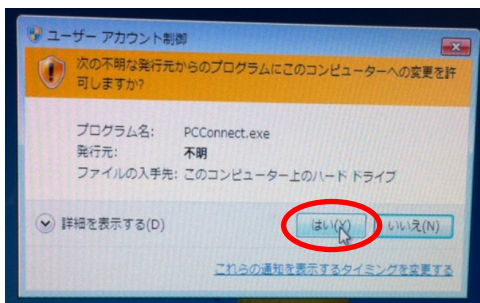 ユーザー アカウント制御
次の不明な発行元からのプログラムにこのコンピューターへの変更を許
可しますか?
プログラム名: PCConnect.exe
発行元: 不明
ファイルの入手先: このコンピューター上のハード ドライブ
詳細を表示する(D) はい(Y) いいえ(N)
これらの通知を表示するタイミングを変更する